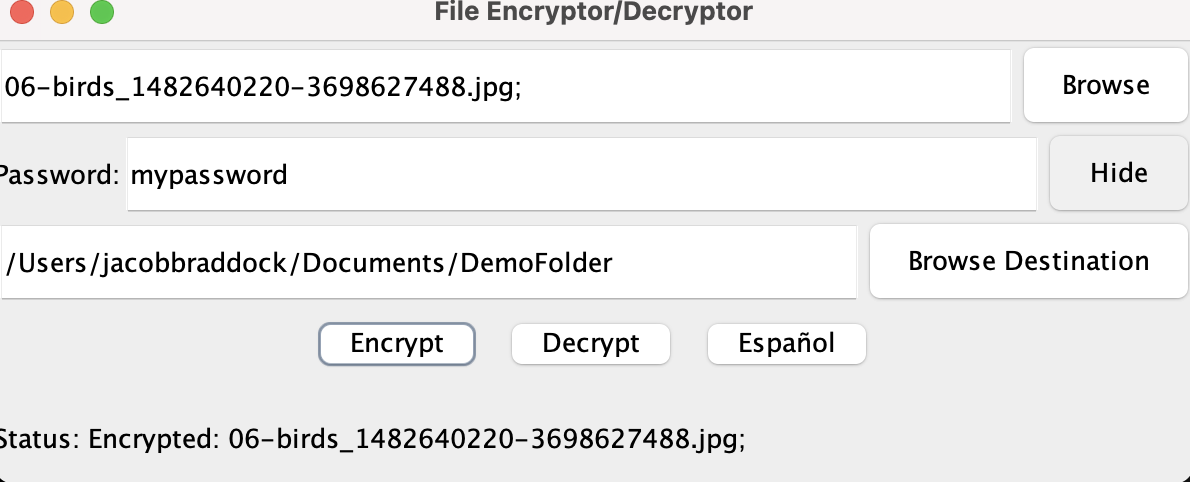 File Encryptor/Decryptor
06-birds_1482640220-3698627488.jpg; Browse
Password: mypassword Hide
/Users/jacobbraddock/Documents/DemoFolder Browse Destination
Encrypt Decrypt Español
Status: Encrypted: 06-birds_1482640220-3698627488.jpg;